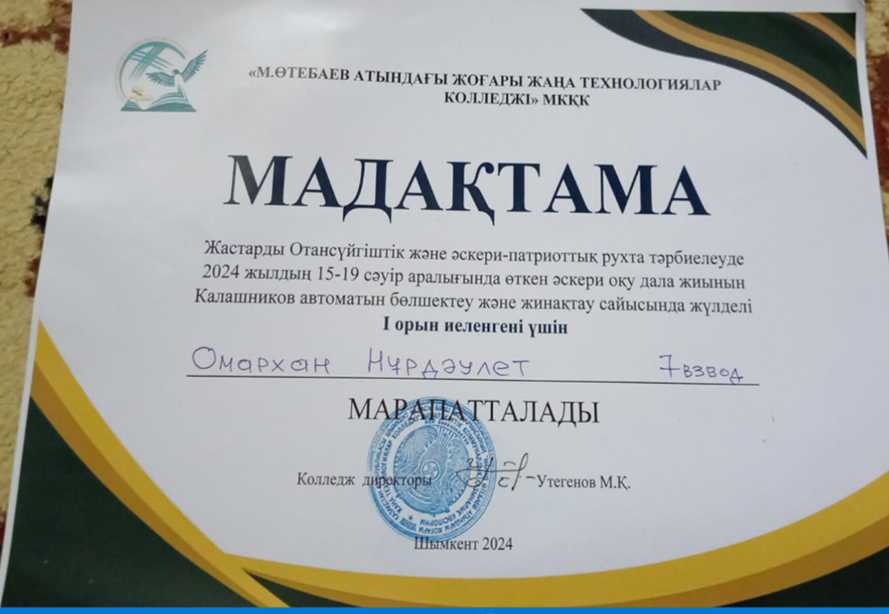 «М.ӨТЕБАЕВ АТЫНДАҒЫ ЖОҒАРЫ ЖАҢА ТЕХНОЛОГИЯЛАР
КОЛЛЕДЖІ» МКҚК
МАДАҚТАМА
Жастарды Отансүйгіштік және әскери-патриоттық рухта тәрбиелеуде
2024 жылдың 15-19 сәуір аралығында өткен әскери оқу дала жиынын
Калашников автоматын бөлшектеу және жинақтау сайысында жүлделі
I орын иеленгені үшін
Омархан Нұрдәулет 7 взвод
МАРАПАТТАЛАДЫ
Колледж директоры Утегенов М.Қ.
Шымкент 2024